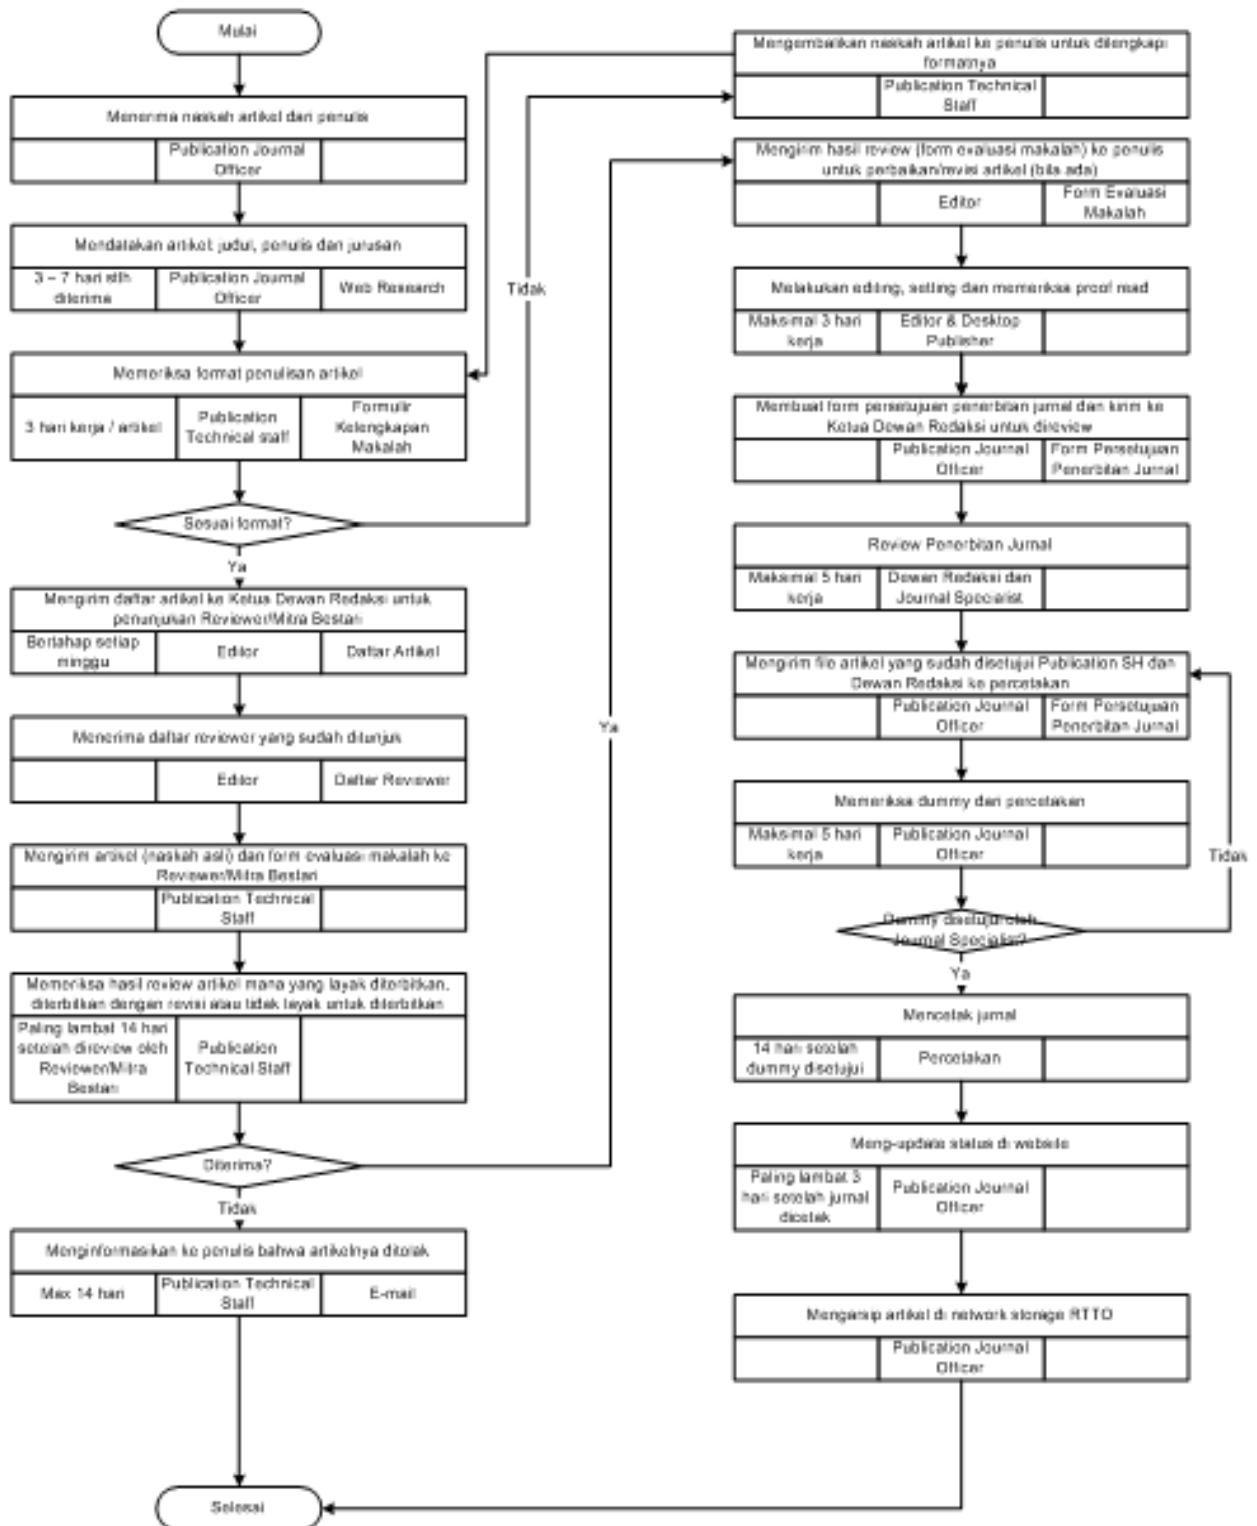 Mulai
Menerima naskah artikel dari penulis
Publication Journal
Officer
Mendatakan artikel: judul, penulis dan jurusan
3 – 7 hari stlh
diterima
Publication Journal
Officer
Web Research
Memeriksa format penulisan artikel
3 hari kerja / artikel
Publication
Technical staff
Formulir
Kelengkapan
Makalah
Sesuai format?
Ya
Tidak
Mengirim daftar artikel ke Ketua Dewan Redaksi untuk
penunjukan Reviewer/Mitra Bestari
Bertahap setiap
minggu
Editor
Daftar Artikel
Menerima daftar reviewer yang sudah ditunjuk
Editor
Daftar Reviewer
Mengirim artikel (naskah asli) dan form evaluasi makalah ke
Reviewer/Mitra Bestari
Publication Technical
Staff
Memeriksa hasil review artikel mana yang layak diterbitkan,
diterbitkan dengan revisi atau tidak layak untuk diterbitkan
Paling lambat 14 hari
setelah direview oleh
Reviewer/Mitra
Bestari
Publication
Technical Staff
Diterima?
Ya
Tidak
Menginformasikan ke penulis bahwa artikelnya ditolak
Max 14 hari
Publication Technical
Staff
E-mail
Selesai
Mengembalikan naskah artikel ke penulis untuk dilengkapi
formatnya
Publication Technical
Staff
Mengirim hasil review (form evaluasi makalah) ke penulis
untuk perbaikan/revisi artikel (bila ada)
Editor
Form Evaluasi
Makalah
Melakukan editing, setting dan memeriksa proof read
Maksimal 3 hari
kerja
Editor & Desktop
Publisher
Membuat form persetujuan penerbitan jurnal dan kirim ke
Ketua Dewan Redaksi untuk direview
Publication Journal
Officer
Form Persetujuan
Penerbitan Jurnal
Review Penerbitan Jurnal
Maksimal 5 hari
kerja
Dewan Redaksi dan
Journal Specialist
Mengirim file artikel yang sudah disetujui Publication SH dan
Dewan Redaksi ke percetakan
Publication Journal
Officer
Form Persetujuan
Penerbitan Jurnal
Memeriksa dummy dari percetakan
Maksimal 5 hari
kerja
Publication Journal
Officer
Dummy disetujui oleh
Journal Specialist?
Tidak
Ya
Mencetak jurnal
14 hari setelah
dummy disetujui
Percetakan
Meng-update status di website
Paling lambat 3
hari setelah jurnal
dicetak
Publication Journal
Officer
Mengarsip artikel di network storage RTTO
Publication Journal
Officer